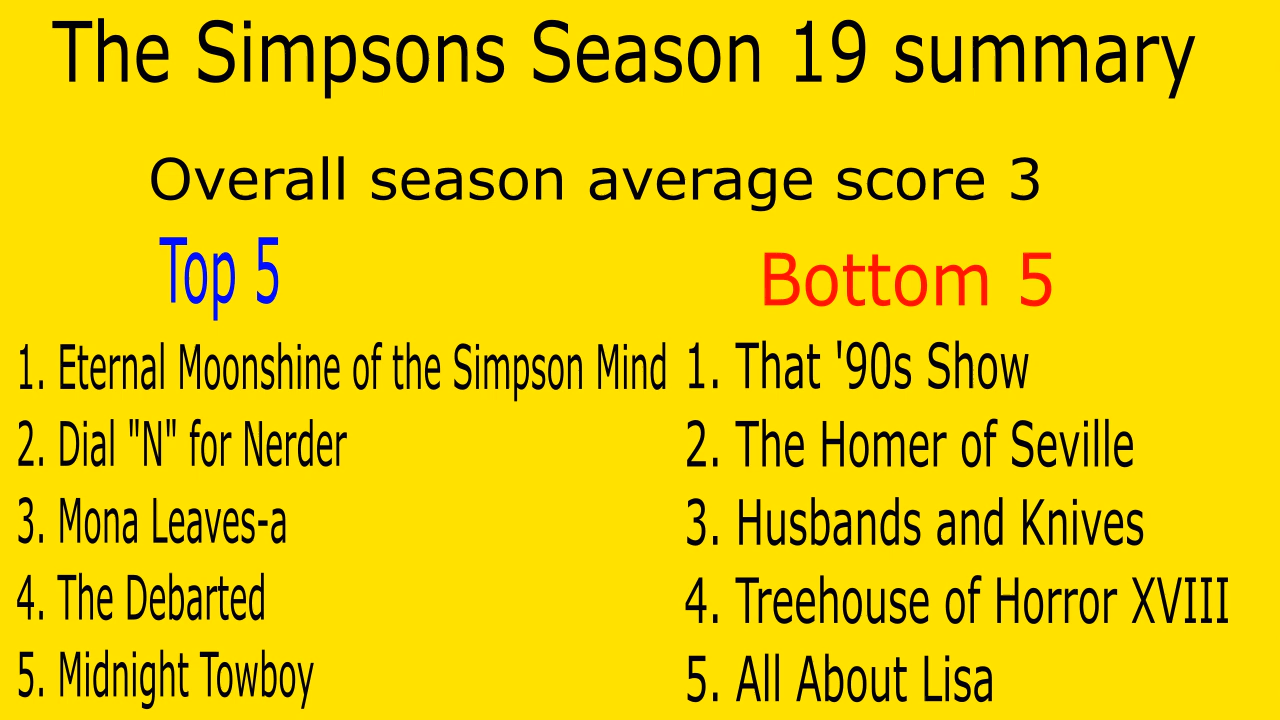 The Simpsons Season 19 summary
Overall season average score 3
Top 5
1. Eternal Moonshine of the Simpson Mind
2. Dial "N" for Nerder
3. Mona Leaves-a
4. The Debarted
5. Midnight Towboy
Bottom 5
1. That '90s Show
2. The Homer of Seville
3. Husbands and Knives
4. Treehouse of Horror XVIII
5. All About Lisa